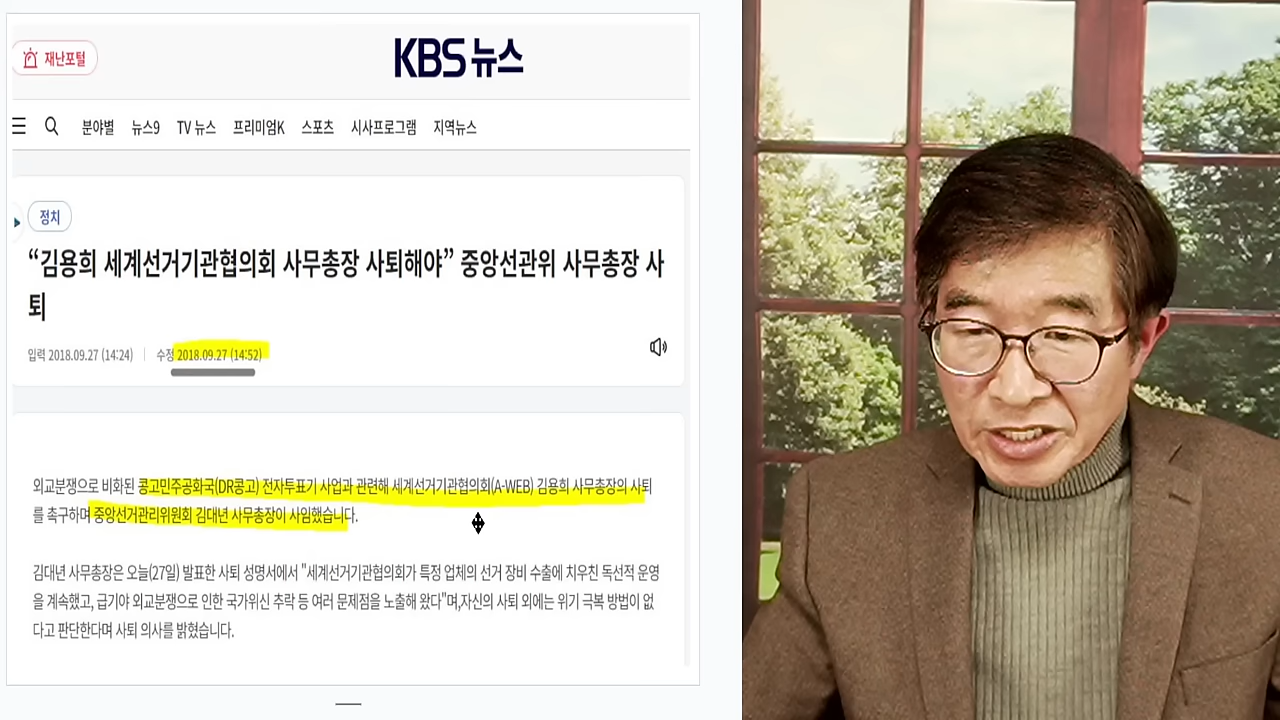 재난포털
KBS 뉴스
분야별 뉴스9 TV 뉴스 프리미엄K 스포츠 시사프로그램 지역뉴스
정치
“김용희 세계선거기관협의회 사무총장 사퇴해야” 중앙선관위 사무총장 사
퇴
입력 2018.09.27 (14:24) 수정 2018.09.27 (14:52)
외교분쟁으로 비화된 콩고민주공화국(DR콩고) 전자투표기 사업과 관련해 세계선거기관협의회(A-WEB) 김용희 사무총장의 사퇴
를 촉구하며 중앙선거관리위원회 김대년 사무총장이 사임했습니다.
김대년 사무총장은 오늘(27일) 발표한 사퇴 성명서에서 "세계선거기관협의회가 특정 업체의 선거 장비 수출에 치우친 독선적 운영
을 계속했고, 급기야 외교분쟁으로 인한 국가위신 추락 등 여러 문제점을 노출해 왔다"며,자신의 사퇴 외에는 위기 극복 방법이 없
다고 판단한다며 사퇴 의사를 밝혔습니다.